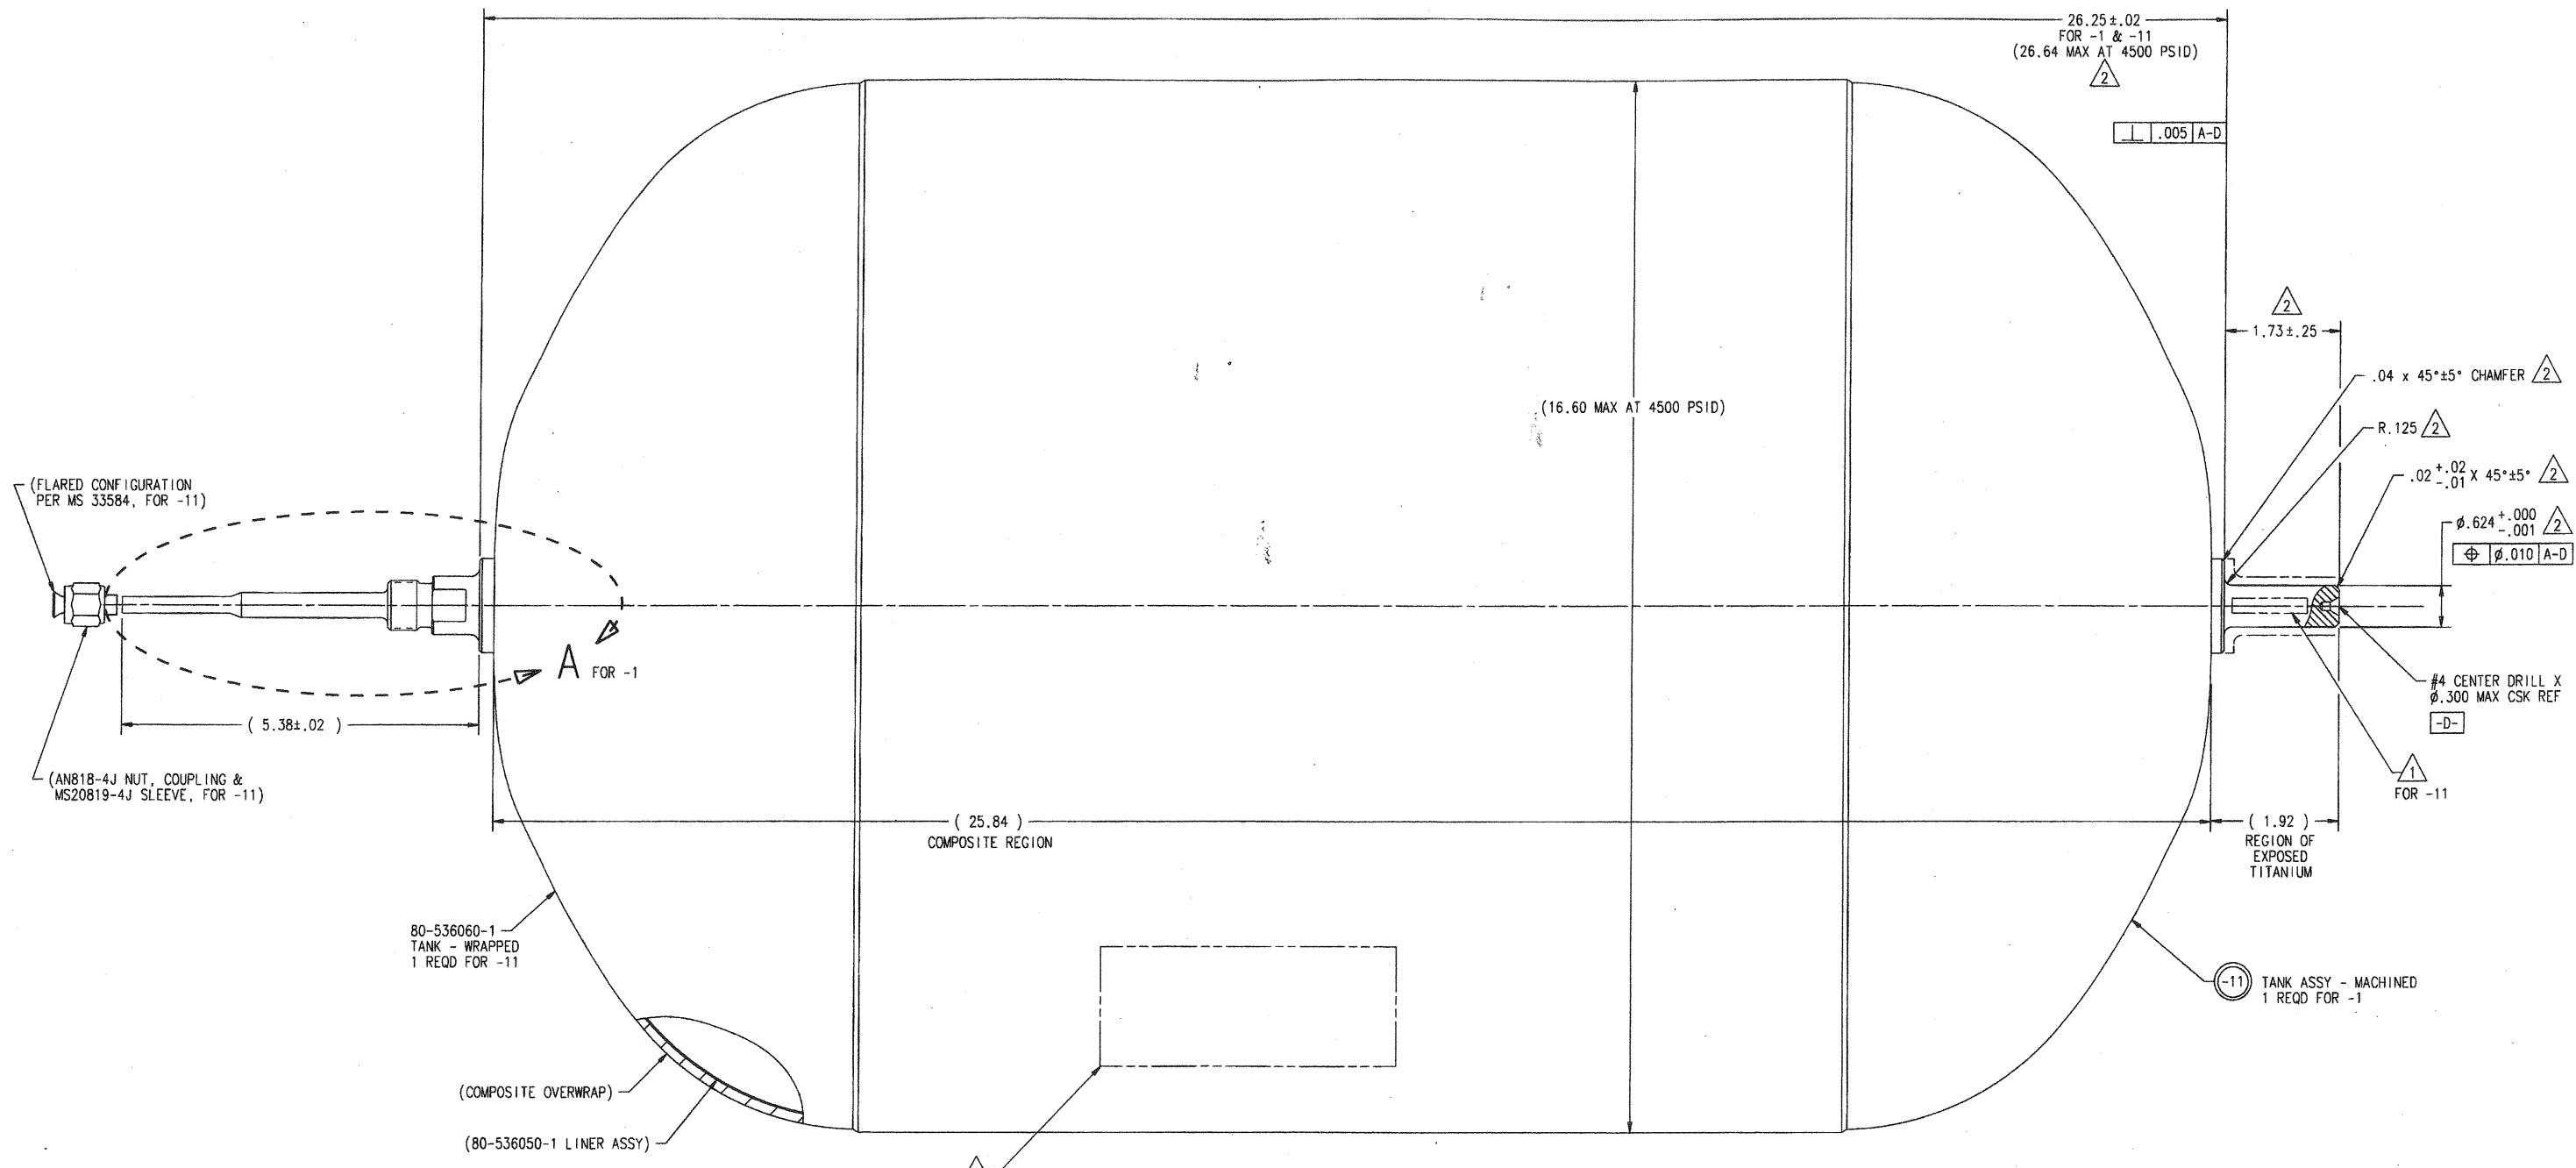 26.25±.02
FOR -1 & -11
(26.64 MAX AT 4500 PSID)
2
⊥ .005 A-D
2
1.73±.25
.04 x 45°±5° CHAMFER 2
(16.60 MAX AT 4500 PSID)
R.125 2
.02 +.02 -.01 X 45°±5° 2
(FLARED CONFIGURATION
PER MS 33584, FOR -11)
ø.624 +.000 -.001 2
⌖ ø.010 A-D
A FOR -1
#4 CENTER DRILL X
ø.300 MAX CSK REF
-D-
( 5.38±.02 )
(AN818-4J NUT, COUPLING &
MS20819-4J SLEEVE, FOR -11)
1
FOR -11
( 25.84 )
COMPOSITE REGION
( 1.92 )
REGION OF
EXPOSED
TITANIUM
80-536060-1
TANK - WRAPPED
1 REQD FOR -11
-11 TANK ASSY - MACHINED
1 REQD FOR -1
(COMPOSITE OVERWRAP)
(80-536050-1 LINER ASSY)